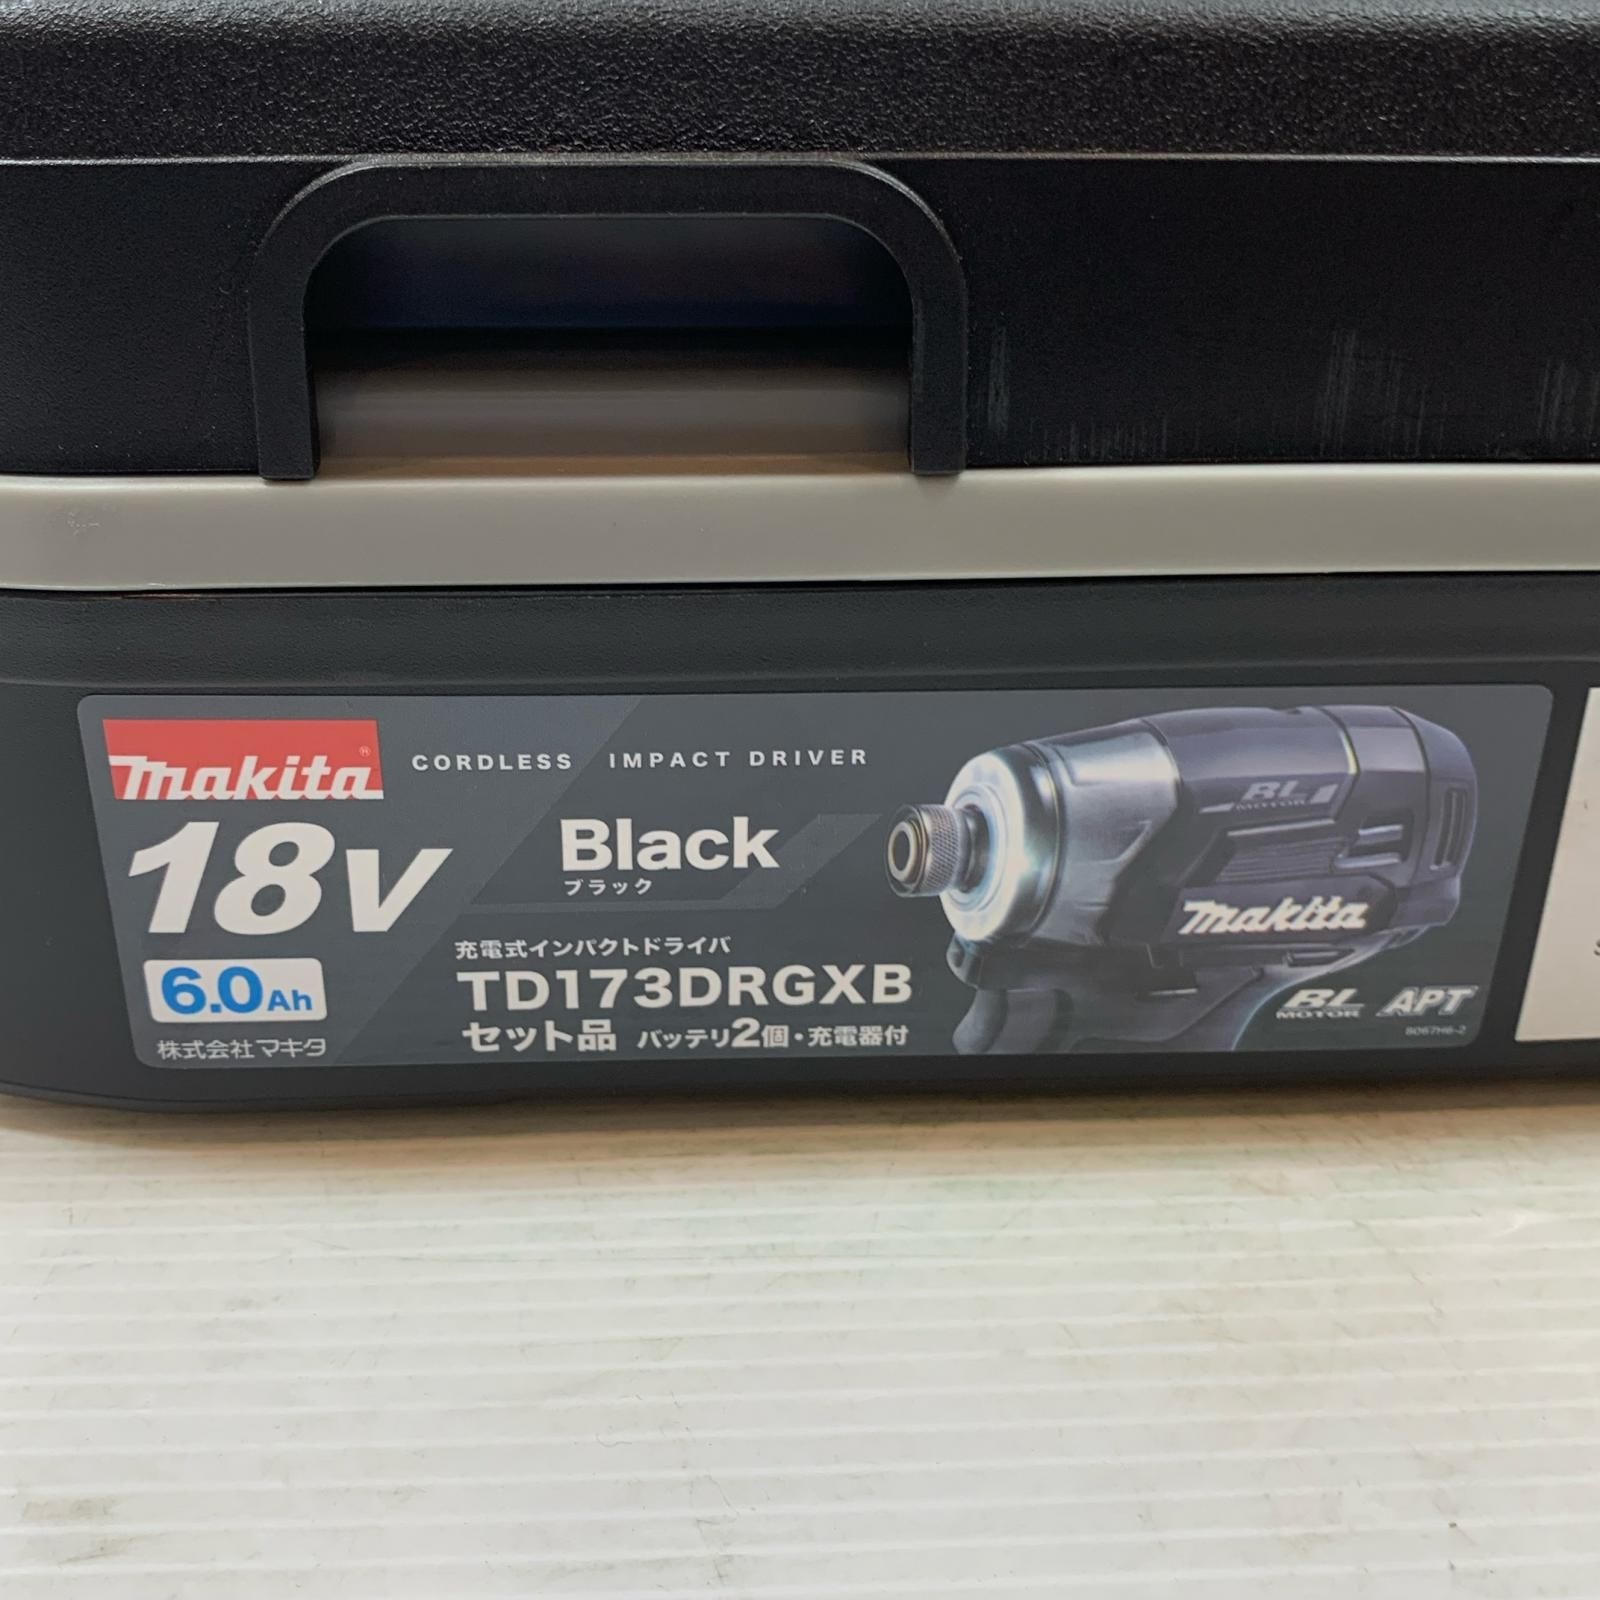 makita®
CORDLESS IMPACT DRIVER
18V
Black
ブラック
6.0Ah
充電式インパクトドライバ
TD173DRGXB
セット品 バッテリ2個・充電器付
株式会社マキタ
BL
MOTOR
makita
BL
MOTOR
APT
8067H6-2